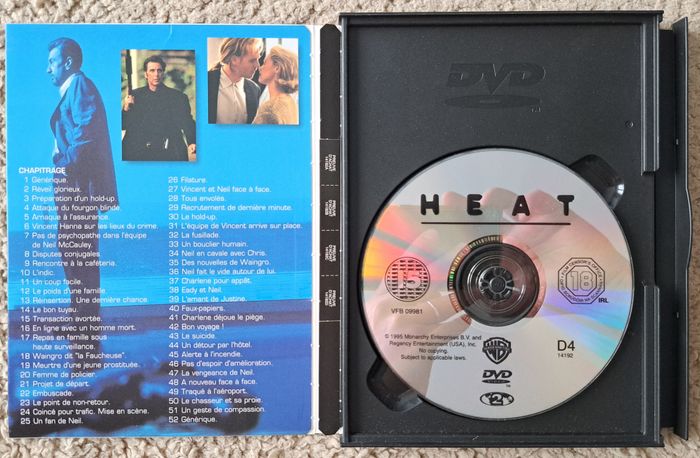 CHAPITRAGE
1 Générique.
2 Réveil glorieux.
3 Préparation d'un hold-up.
4 Attaque du fourgon blindé.
5 Arnaque à l'assurance.
6 Vincent Hanna sur les lieux du crime.
7 Pas de psychopathe dans l'équipe
de Neil McCauley.
8 Disputes conjugales.
9 Rencontre à la cafétéria.
10 L'indic.
11 Un coup facile.
12 Le poids d'une famille.
13 Réinsertion. Une dernière chance.
14 Le bon tuyau.
15 Transaction avortée.
16 En ligne avec un homme mort.
17 Repas en famille sous
haute surveillance.
18 Waingro dit "la Faucheuse".
19 Meurtre d'une jeune prostituée.
20 Femme de policier.
21 Projet de départ.
22 Embuscade.
23 Le point de non-retour.
24 Coincé pour trafic. Mise en scène.
25 Un fan de Neil.
26 Filature.
27 Vincent et Neil face à face.
28 Tous envolés.
29 Recrutement de dernière minute.
30 Le hold-up.
31 L'équipe de Vincent arrive sur place.
32 La fusillade.
33 Un bouclier humain.
34 Neil en cavale avec Chris.
35 Des nouvelles de Waingro.
36 Neil fait le vide autour de lui.
37 Charlene pour appât.
38 Eady et Neil.
39 L'amant de Justine.
40 Faux-papiers.
41 Charlene déjoue le piège.
42 Bon voyage !
43 Le suicide.
44 Un détour par l'hôtel.
45 Alerte à l'incendie.
46 Pas d'espoir d'amélioration.
47 La vengeance de Neil.
48 A nouveau face à face.
49 Traqué à l'aéroport.
50 Le chasseur et sa proie.
51 Un geste de compassion.
52 Générique.
DVD
HEAT
15
VFB 09981
18
IRL
© 1995 Monarchy Enterprises B.V. and
Regency Entertainment (USA), Inc.
No copying.
Subject to applicable laws.
D4
14192
DVD
2